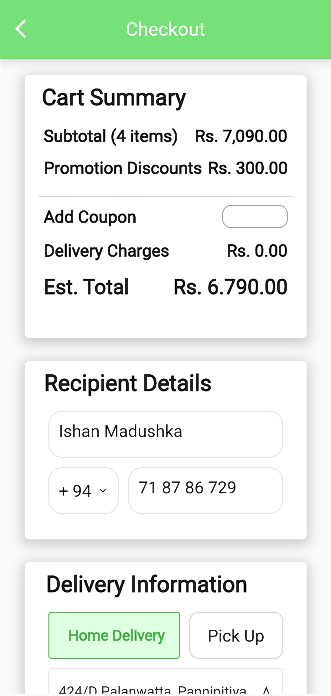 Checkout
Cart Summary
Subtotal (4 items) Rs. 7,090.00
Promotion Discounts Rs. 300.00
Add Coupon
Delivery Charges Rs. 0.00
Est. Total Rs. 6.790.00
Recipient Details
Ishan Madushka
+ 94 71 87 86 729
Delivery Information
Home Delivery Pick Up
424/D Palanwatta, Pannipitiya